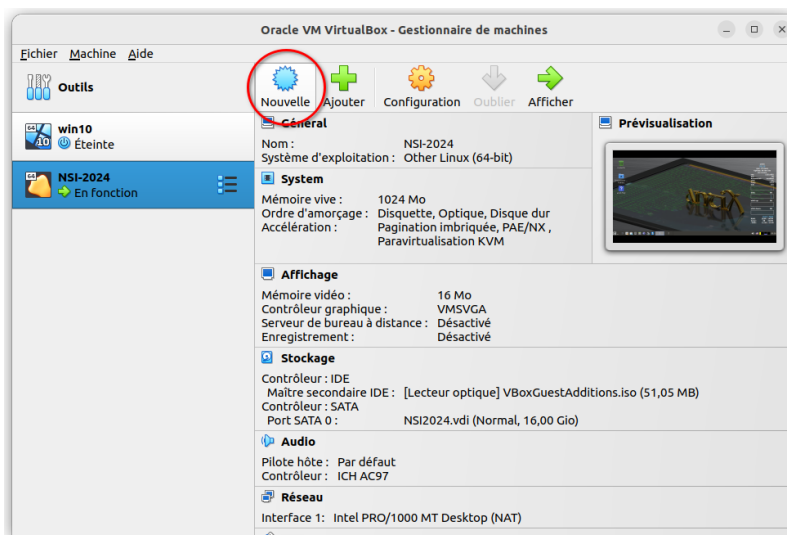 Oracle VM VirtualBox - Gestionnaire de machines
Fichier Machine Aide
Outils
Nouvelle Ajouter Configuration Oublier Afficher
64 win10
10 Éteinte
64 NSI-2024
En fonction
Général
Nom : NSI-2024
Système d'exploitation : Other Linux (64-bit)
System
Mémoire vive : 1024 Mo
Ordre d'amorçage : Disquette, Optique, Disque dur
Accélération : Pagination imbriquée, PAE/NX ,
Paravirtualisation KVM
Prévisualisation
Affichage
Mémoire vidéo : 16 Mo
Contrôleur graphique : VMSVGA
Serveur de bureau à distance : Désactivé
Enregistrement : Désactivé
Stockage
Contrôleur : IDE
Maître secondaire IDE : [Lecteur optique] VBoxGuestAdditions.iso (51,05 MB)
Contrôleur : SATA
Port SATA 0 : NSI2024.vdi (Normal, 16,00 Gio)
Audio
Pilote hôte : Par défaut
Contrôleur : ICH AC97
Réseau
Interface 1: Intel PRO/1000 MT Desktop (NAT)